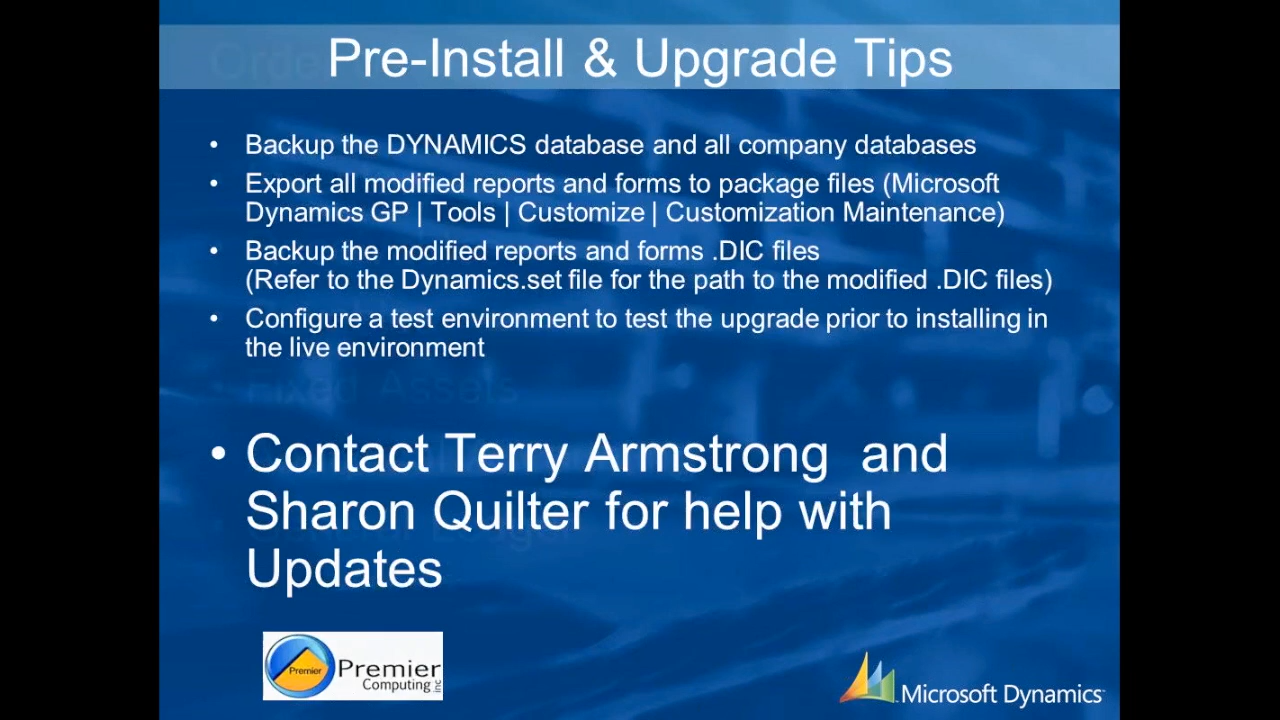 Pre-Install & Upgrade Tips
• Backup the DYNAMICS database and all company databases
• Export all modified reports and forms to package files (Microsoft
Dynamics GP | Tools | Customize | Customization Maintenance)
• Backup the modified reports and forms .DIC files
(Refer to the Dynamics.set file for the path to the modified .DIC files)
• Configure a test environment to test the upgrade prior to installing in
the live environment
Fixed Assets
• Contact Terry Armstrong and
Sharon Quilter for help with
Updates
Premier
Premier
Computing inc
Microsoft Dynamics